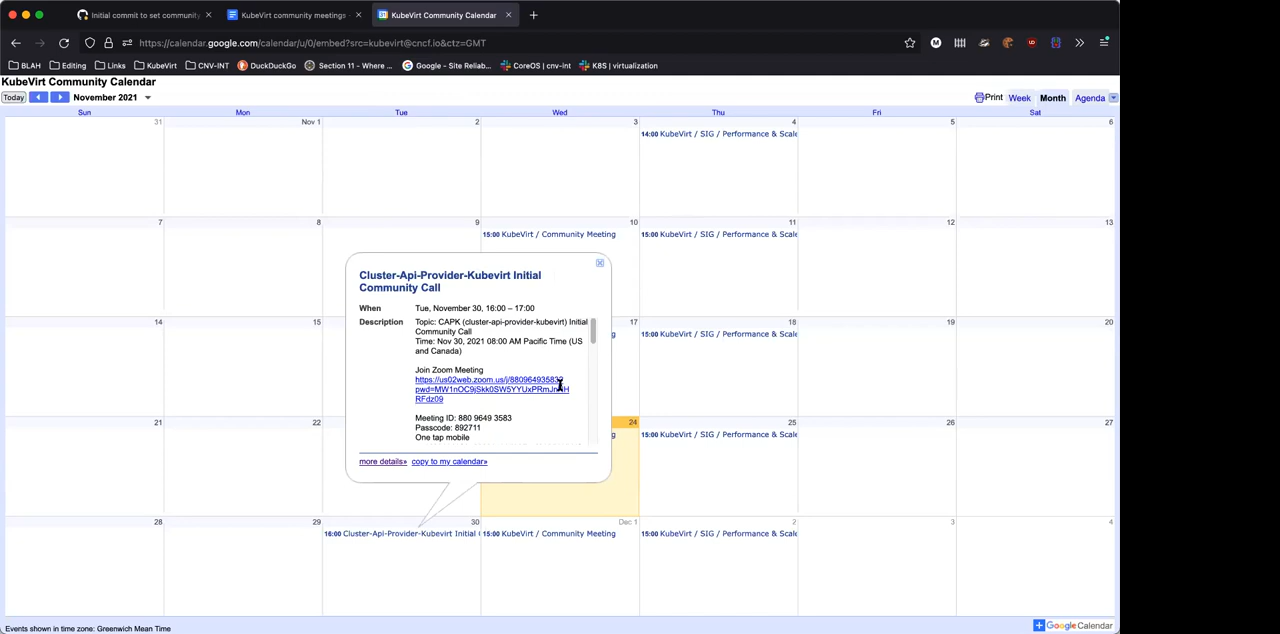 Initial commit to set community
KubeVirt community meetings
KubeVirt Community Calendar
https://calendar.google.com/calendar/u/0/embed?src=kubevirt@cncf.io&ctz=GMT
BLAH Editing Links KubeVirt CNV-INT DuckDuckGo Section 11 - Where ... Google - Site Reliab... CoreOS | cnv-int K8S | virtualization
KubeVirt Community Calendar
Today November 2021 Print Week Month Agenda
Sun Mon Tue Wed Thu Fri Sat
31 Nov 1 2 3 4 5 6
14:00 KubeVirt / SIG / Performance & Scale
7 8 9 10 11 12 13
15:00 KubeVirt / Community Meeting 15:00 KubeVirt / SIG / Performance & Scale
14 15 17 18 19 20
g 15:00 KubeVirt / SIG / Performance & Scale
21 22 24 25 26 27
g 15:00 KubeVirt / SIG / Performance & Scale
28 29 30 Dec 1 2 3 4
16:00 Cluster-Api-Provider-Kubevirt Initial 15:00 KubeVirt / Community Meeting 15:00 KubeVirt / SIG / Performance & Scale
Cluster-Api-Provider-Kubevirt Initial
Community Call
When Tue, November 30, 16:00 – 17:00
Description Topic: CAPK (cluster-api-provider-kubevirt) Initial
Community Call
Time: Nov 30, 2021 08:00 AM Pacific Time (US
and Canada)
Join Zoom Meeting
https://us02web.zoom.us/j/88096493583?
RFdz09
Meeting ID: 880 9649 3583
Passcode: 892711
One tap mobile
more details» copy to my calendar»
Events shown in time zone: Greenwich Mean Time
Google Calendar